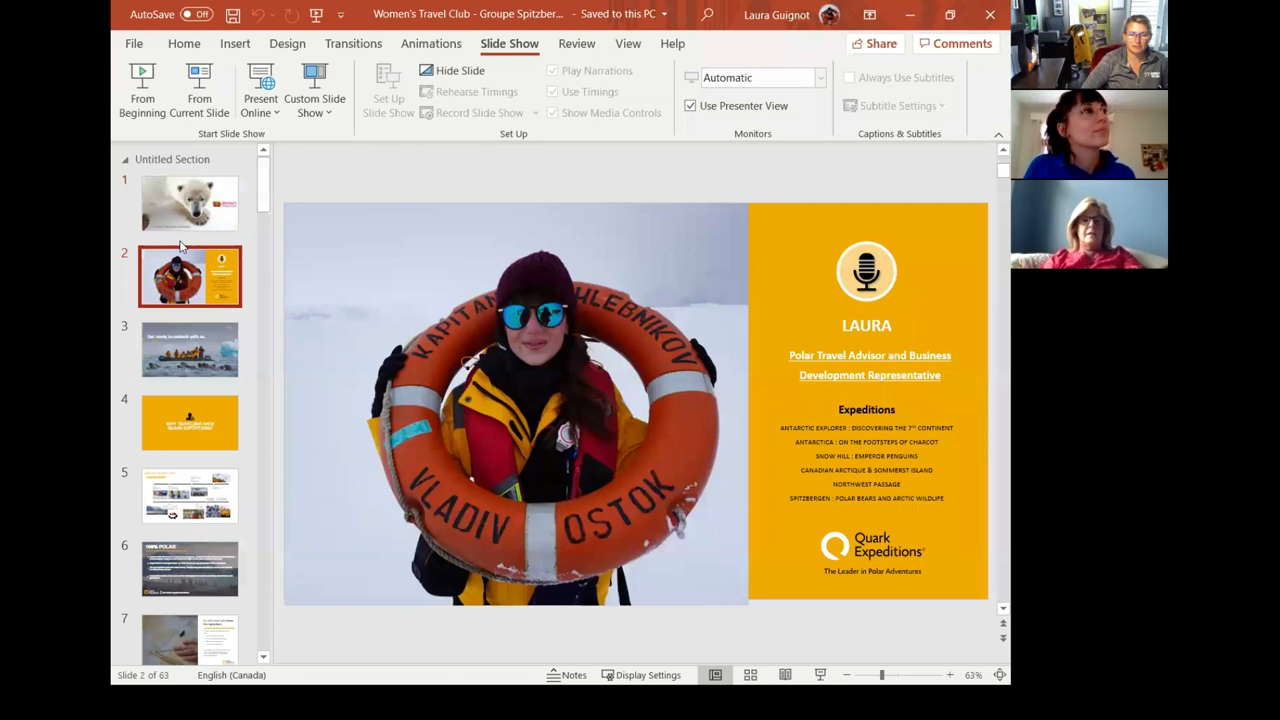 AutoSave Off Women's Travel Club - Groupe Spitzber... - Saved to this PC Laura Guignot
File Home Insert Design Transitions Animations Slide Show Review View Help Share Comments
From Beginning
From Current Slide
Present Online
Custom Slide Show
Start Slide Show
Set Up Slide Show
Hide Slide
Rehearse Timings
Record Slide Show
Play Narrations
Use Timings
Show Media Controls
Set Up
Automatic
Use Presenter View
Monitors
Always Use Subtitles
Subtitle Settings
Captions & Subtitles
Untitled Section
1
2
3
4
5
6
7
KAPITAN KHLEBNIKOV
VLADIVOSTOK
LAURA
Polar Travel Advisor and Business
Development Representative
Expeditions
ANTARCTIC EXPLORER : DISCOVERING THE 7th CONTINENT
ANTARCTICA : ON THE FOOTSTEPS OF CHARCOT
SNOW HILL : EMPEROR PENGUINS
CANADIAN ARCTIQUE & SOMMERST ISLAND
NORTHWEST PASSAGE
SPITZBERGEN : POLAR BEARS AND ARCTIC WILDLIFE
Quark
Expeditions
The Leader in Polar Adventures
Slide 2 of 63 English (Canada) Notes Display Settings 63%